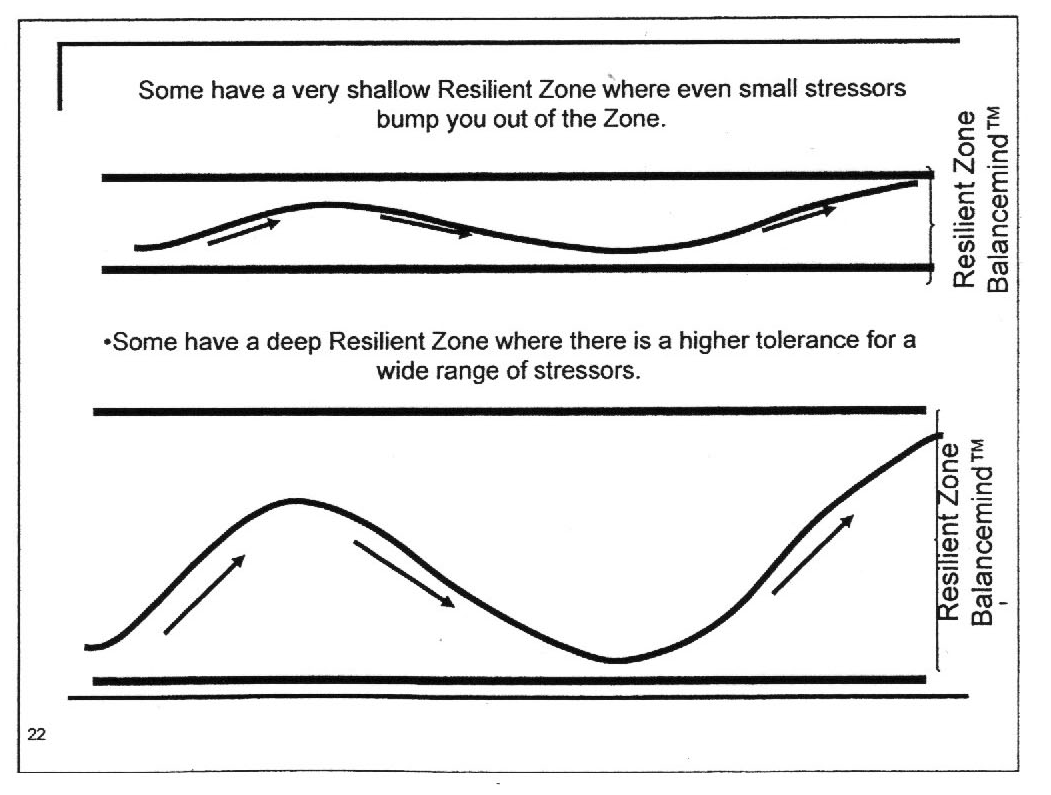 Some have a very shallow Resilient Zone where even small stressors
bump you out of the Zone.
Resilient Zone
Balancemind™
•Some have a deep Resilient Zone where there is a higher tolerance for a
wide range of stressors.
Resilient Zone
Balancemind™
22